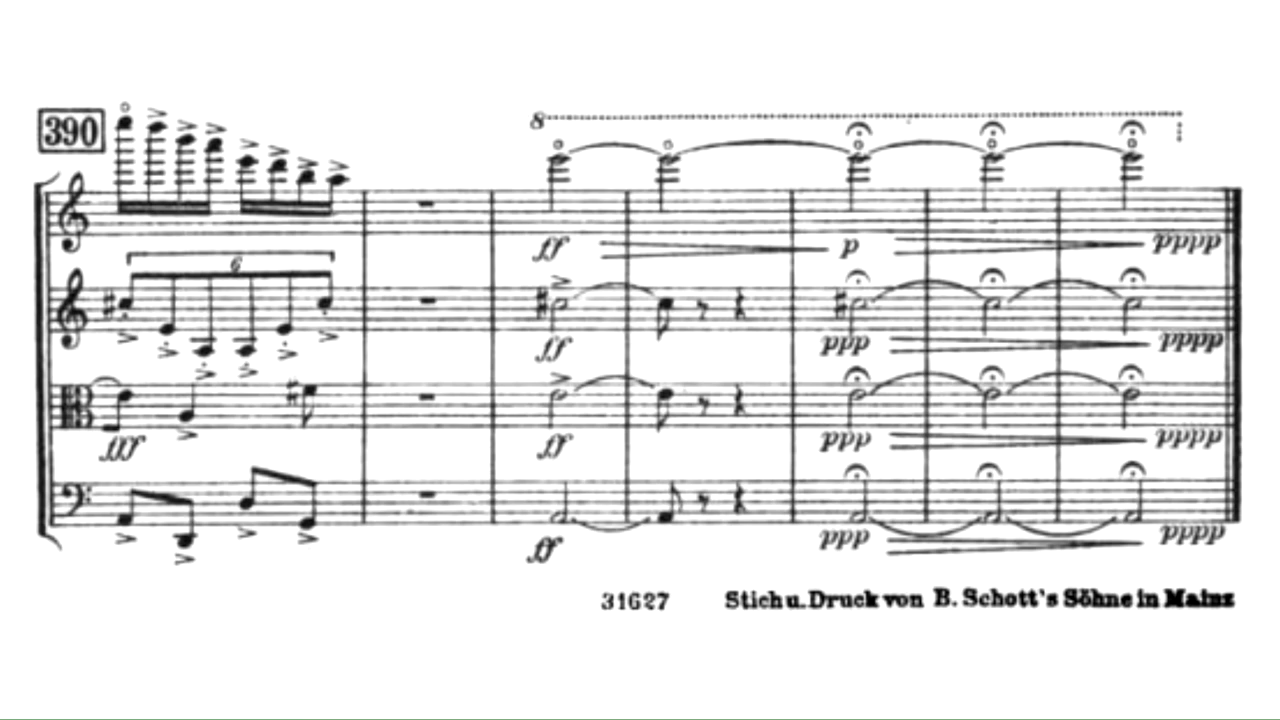 390
8
ff p pppp
6
ff ppp pppp
fff ff ppp pppp
ff ppp pppp
31627 Stich u. Druck von B. Schott's Söhne in Mainz